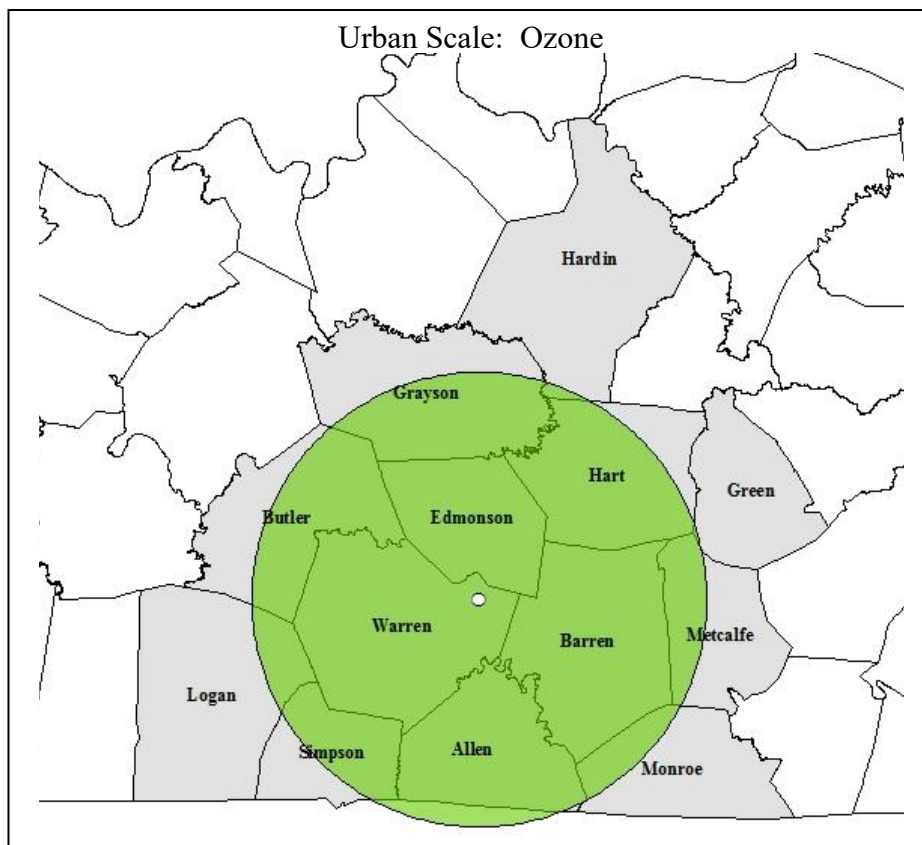 Urban Scale: Ozone
Hardin
Grayson
Hart
Green
Butler
Edmonson
Warren
Barren
Metcalfe
Logan
Simpson
Allen
Monroe